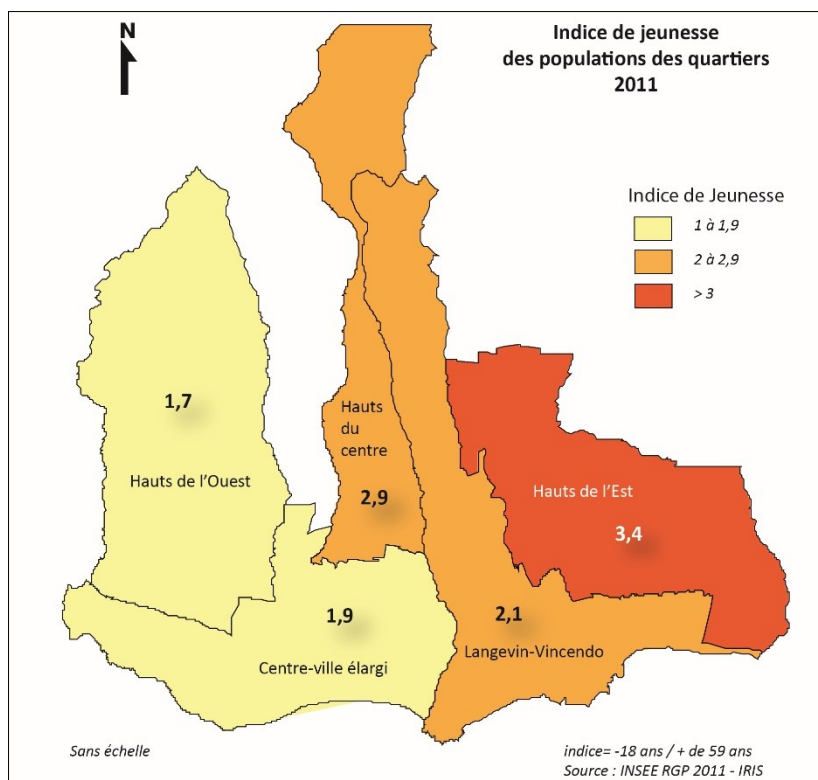 N
Indice de jeunesse
des populations des quartiers
2011
Indice de Jeunesse
1 à 1,9
2 à 2,9
> 3
1,7
Hauts de l'Ouest
Hauts
du
centre
2,9
Hauts de l'Est
3,4
1,9
Centre-ville élargi
2,1
Langevin-Vincendo
Sans échelle
indice= -18 ans / + de 59 ans
Source : INSEE RGP 2011 - IRIS